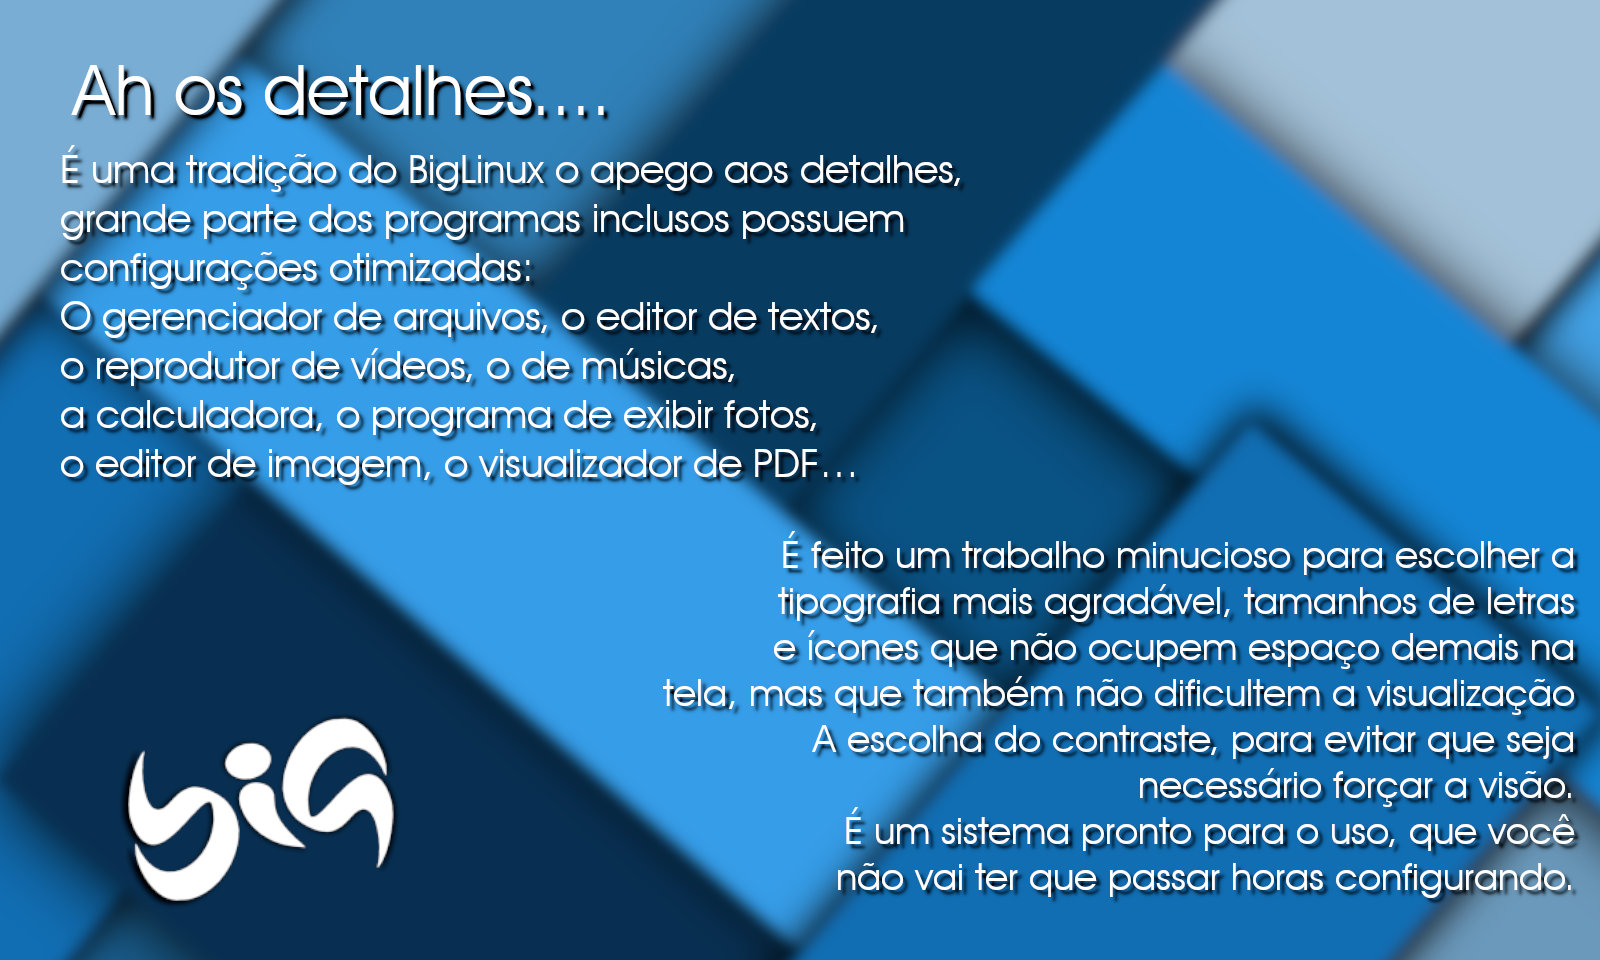 Ah os detalhes....
É uma tradição do BigLinux o apego aos detalhes,
grande parte dos programas inclusos possuem
configurações otimizadas:
O gerenciador de arquivos, o editor de textos,
o reprodutor de vídeos, o de músicas,
a calculadora, o programa de exibir fotos,
o editor de imagem, o visualizador de PDF...
É feito um trabalho minucioso para escolher a
tipografia mais agradável, tamanhos de letras
e ícones que não ocupem espaço demais na
tela, mas que também não dificultem a visualização
A escolha do contraste, para evitar que seja
necessário forçar a visão.
É um sistema pronto para o uso, que você
não vai ter que passar horas configurando.
big